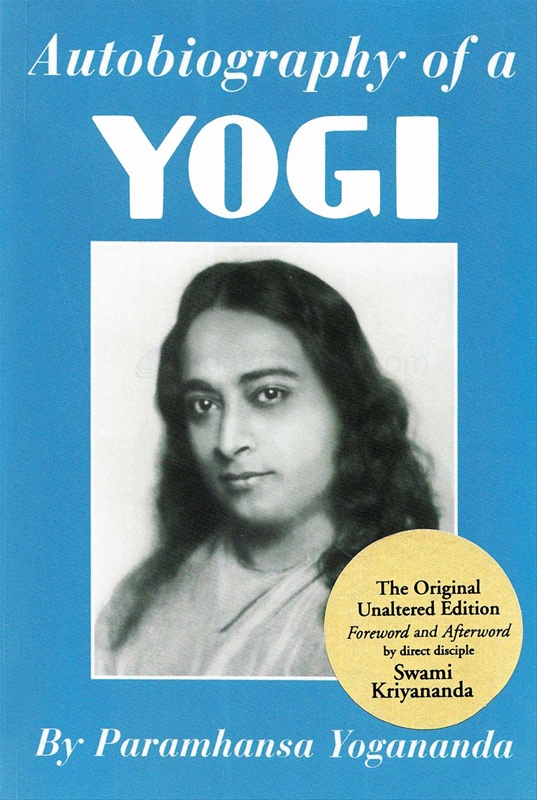 Autobiography of a
YOGI
The Original
Unaltered Edition
Foreword and Afterword
by direct disciple
Swami
Kriyananda
By Paramhansa Yogananda